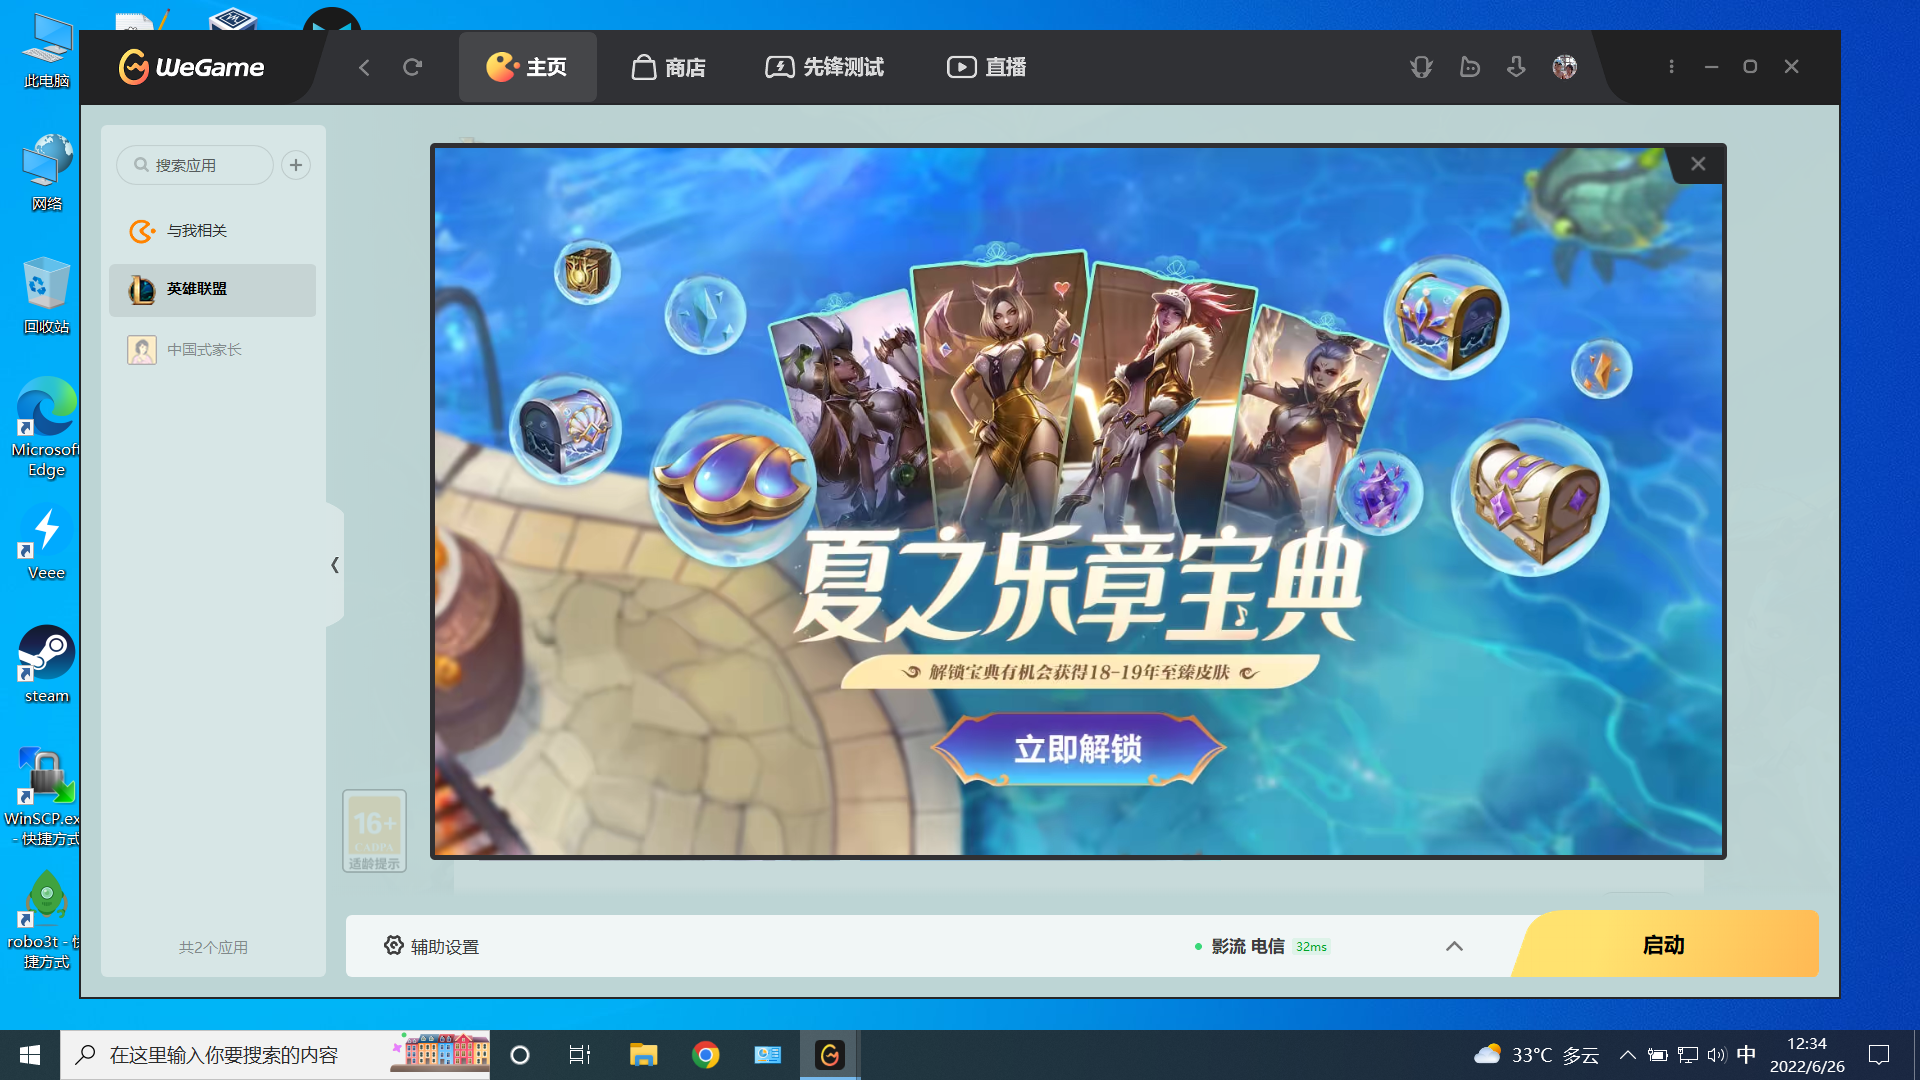 此电脑
网络
回收站
Microsoft
Edge
Veee
steam
WinSCP.ex
- 快捷方式
robo3t - 快
捷方式
WeGame
主页
商店
先锋测试
直播
搜索应用
与我相关
英雄联盟
中国式家长
共2个应用
夏之乐章宝典
解锁宝典有机会获得18-19年至臻皮肤
立即解锁
16+
CADPA
适龄提示
辅助设置
影流 电信 32ms
启动
在这里输入你要搜索的内容
33°C 多云
中
12:34
2022/6/26